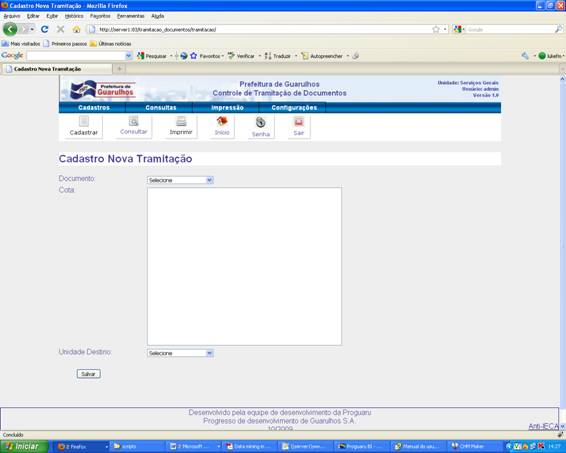 Cadastro Nova Tramitação - Mozilla Firefox
Arquivo Editar Exibir Histórico Favoritos Ferramentas Ajuda
http://server1:83/tramitacao_documentos/tramitacao/
Google
Mais visitados Primeiros passos Últimas notícias
Google Pesquisar Favoritos Verificar Traduzir Autopreencher
Cadastro Nova Tramitação
Prefeitura de Guarulhos
Prefeitura de Guarulhos
Controle de Tramitação de Documentos
Unidade: Serviços Gerais
Usuário: admin
Versão 1.0
Cadastros Consultas Impressão Configurações
Cadastrar Consultar Imprimir Início Senha Sair
Cadastro Nova Tramitação
Documento: Selecione
Cota:
Unidade Destino: Selecione
Salvar
Desenvolvido pela equipe de desenvolvimento da Proguaru
Progresso de desenvolvimento de Guarulhos S.A.
10/2009
Anti-IECA
Concluído
Iniciar 2 Firefox scripts 2 Microsoft ... Data mining in ... Proguaru BI - ... Manual do usu... CHM Maker 14:27